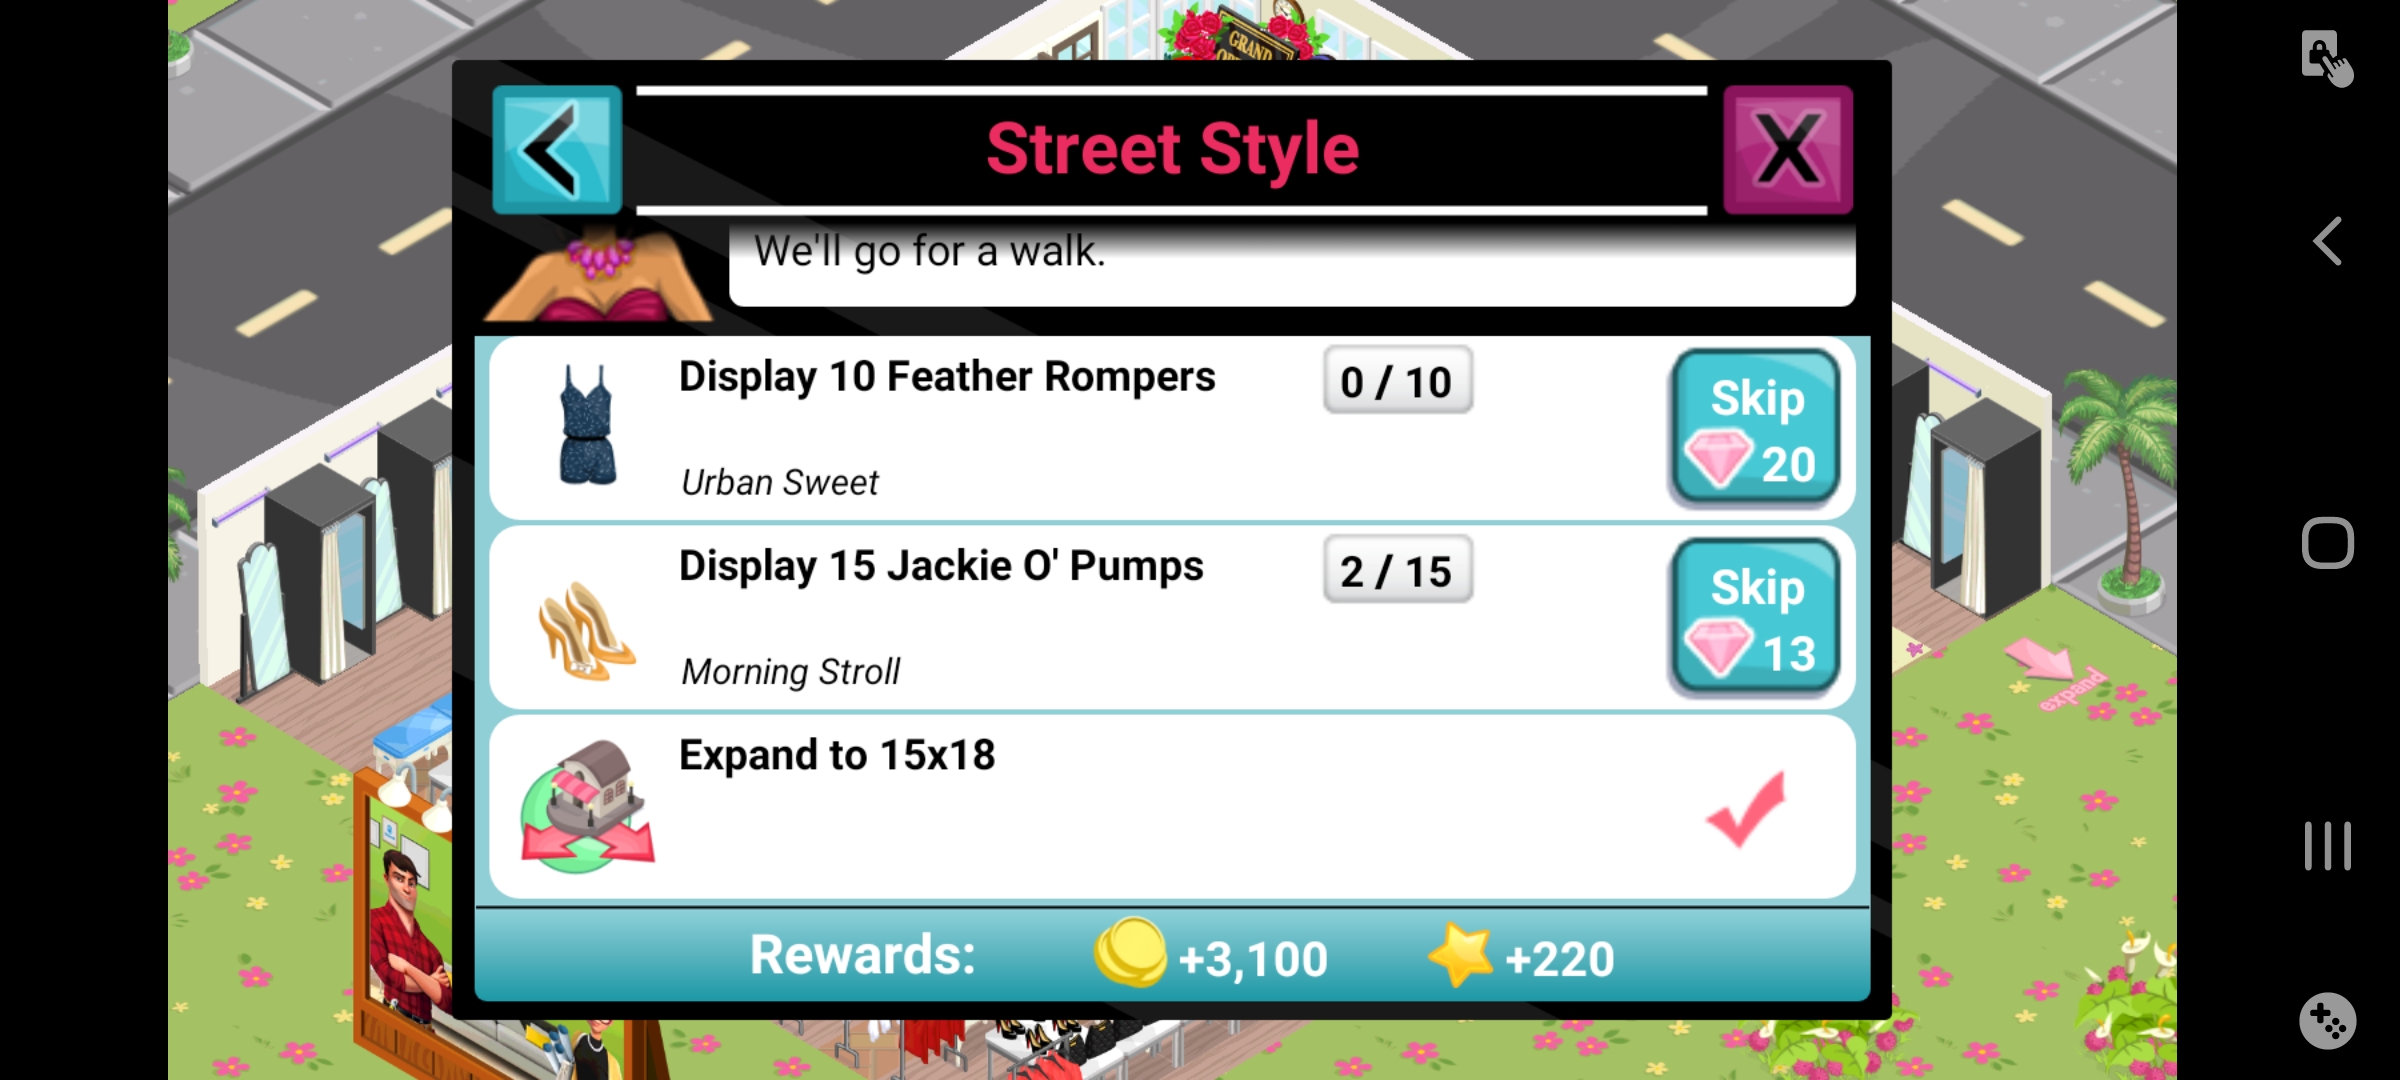 GRAND
Street Style
X
We'll go for a walk.
Display 10 Feather Rompers
0 / 10
Skip
20
Urban Sweet
Display 15 Jackie O' Pumps
2 / 15
Skip
13
Morning Stroll
expand
Expand to 15x18
Rewards: +3,100 +220